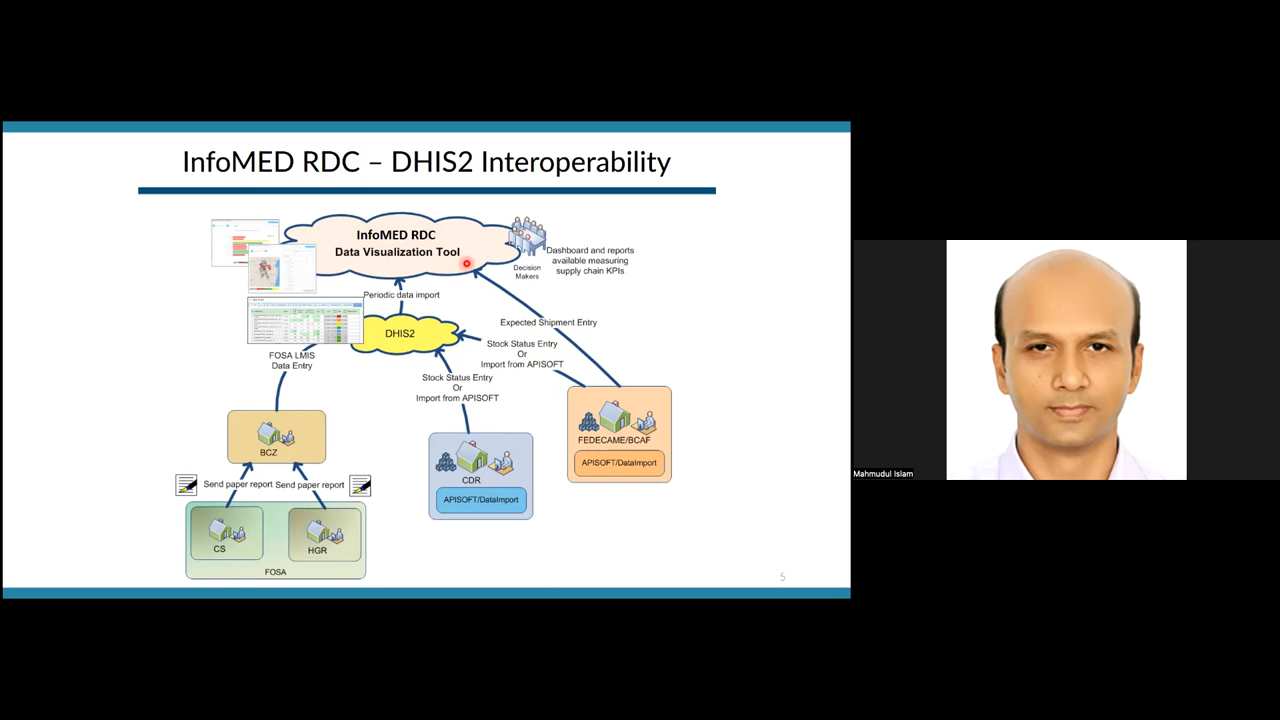 InfoMED RDC – DHIS2 Interoperability
InfoMED RDC
Data Visualization Tool
Decision
Makers
Dashboard and reports
available measuring
supply chain KPIs
Periodic data import
DHIS2
Expected Shipment Entry
Stock Status Entry
Or
Import from APISOFT
FOSA LMIS
Data Entry
Stock Status Entry
Or
Import from APISOFT
BCZ
FEDECAME/BCAF
APISOFT/DataImport
CDR
APISOFT/DataImport
Send paper report
Send paper report
CS
HGR
FOSA
5
Mahmudul Islam